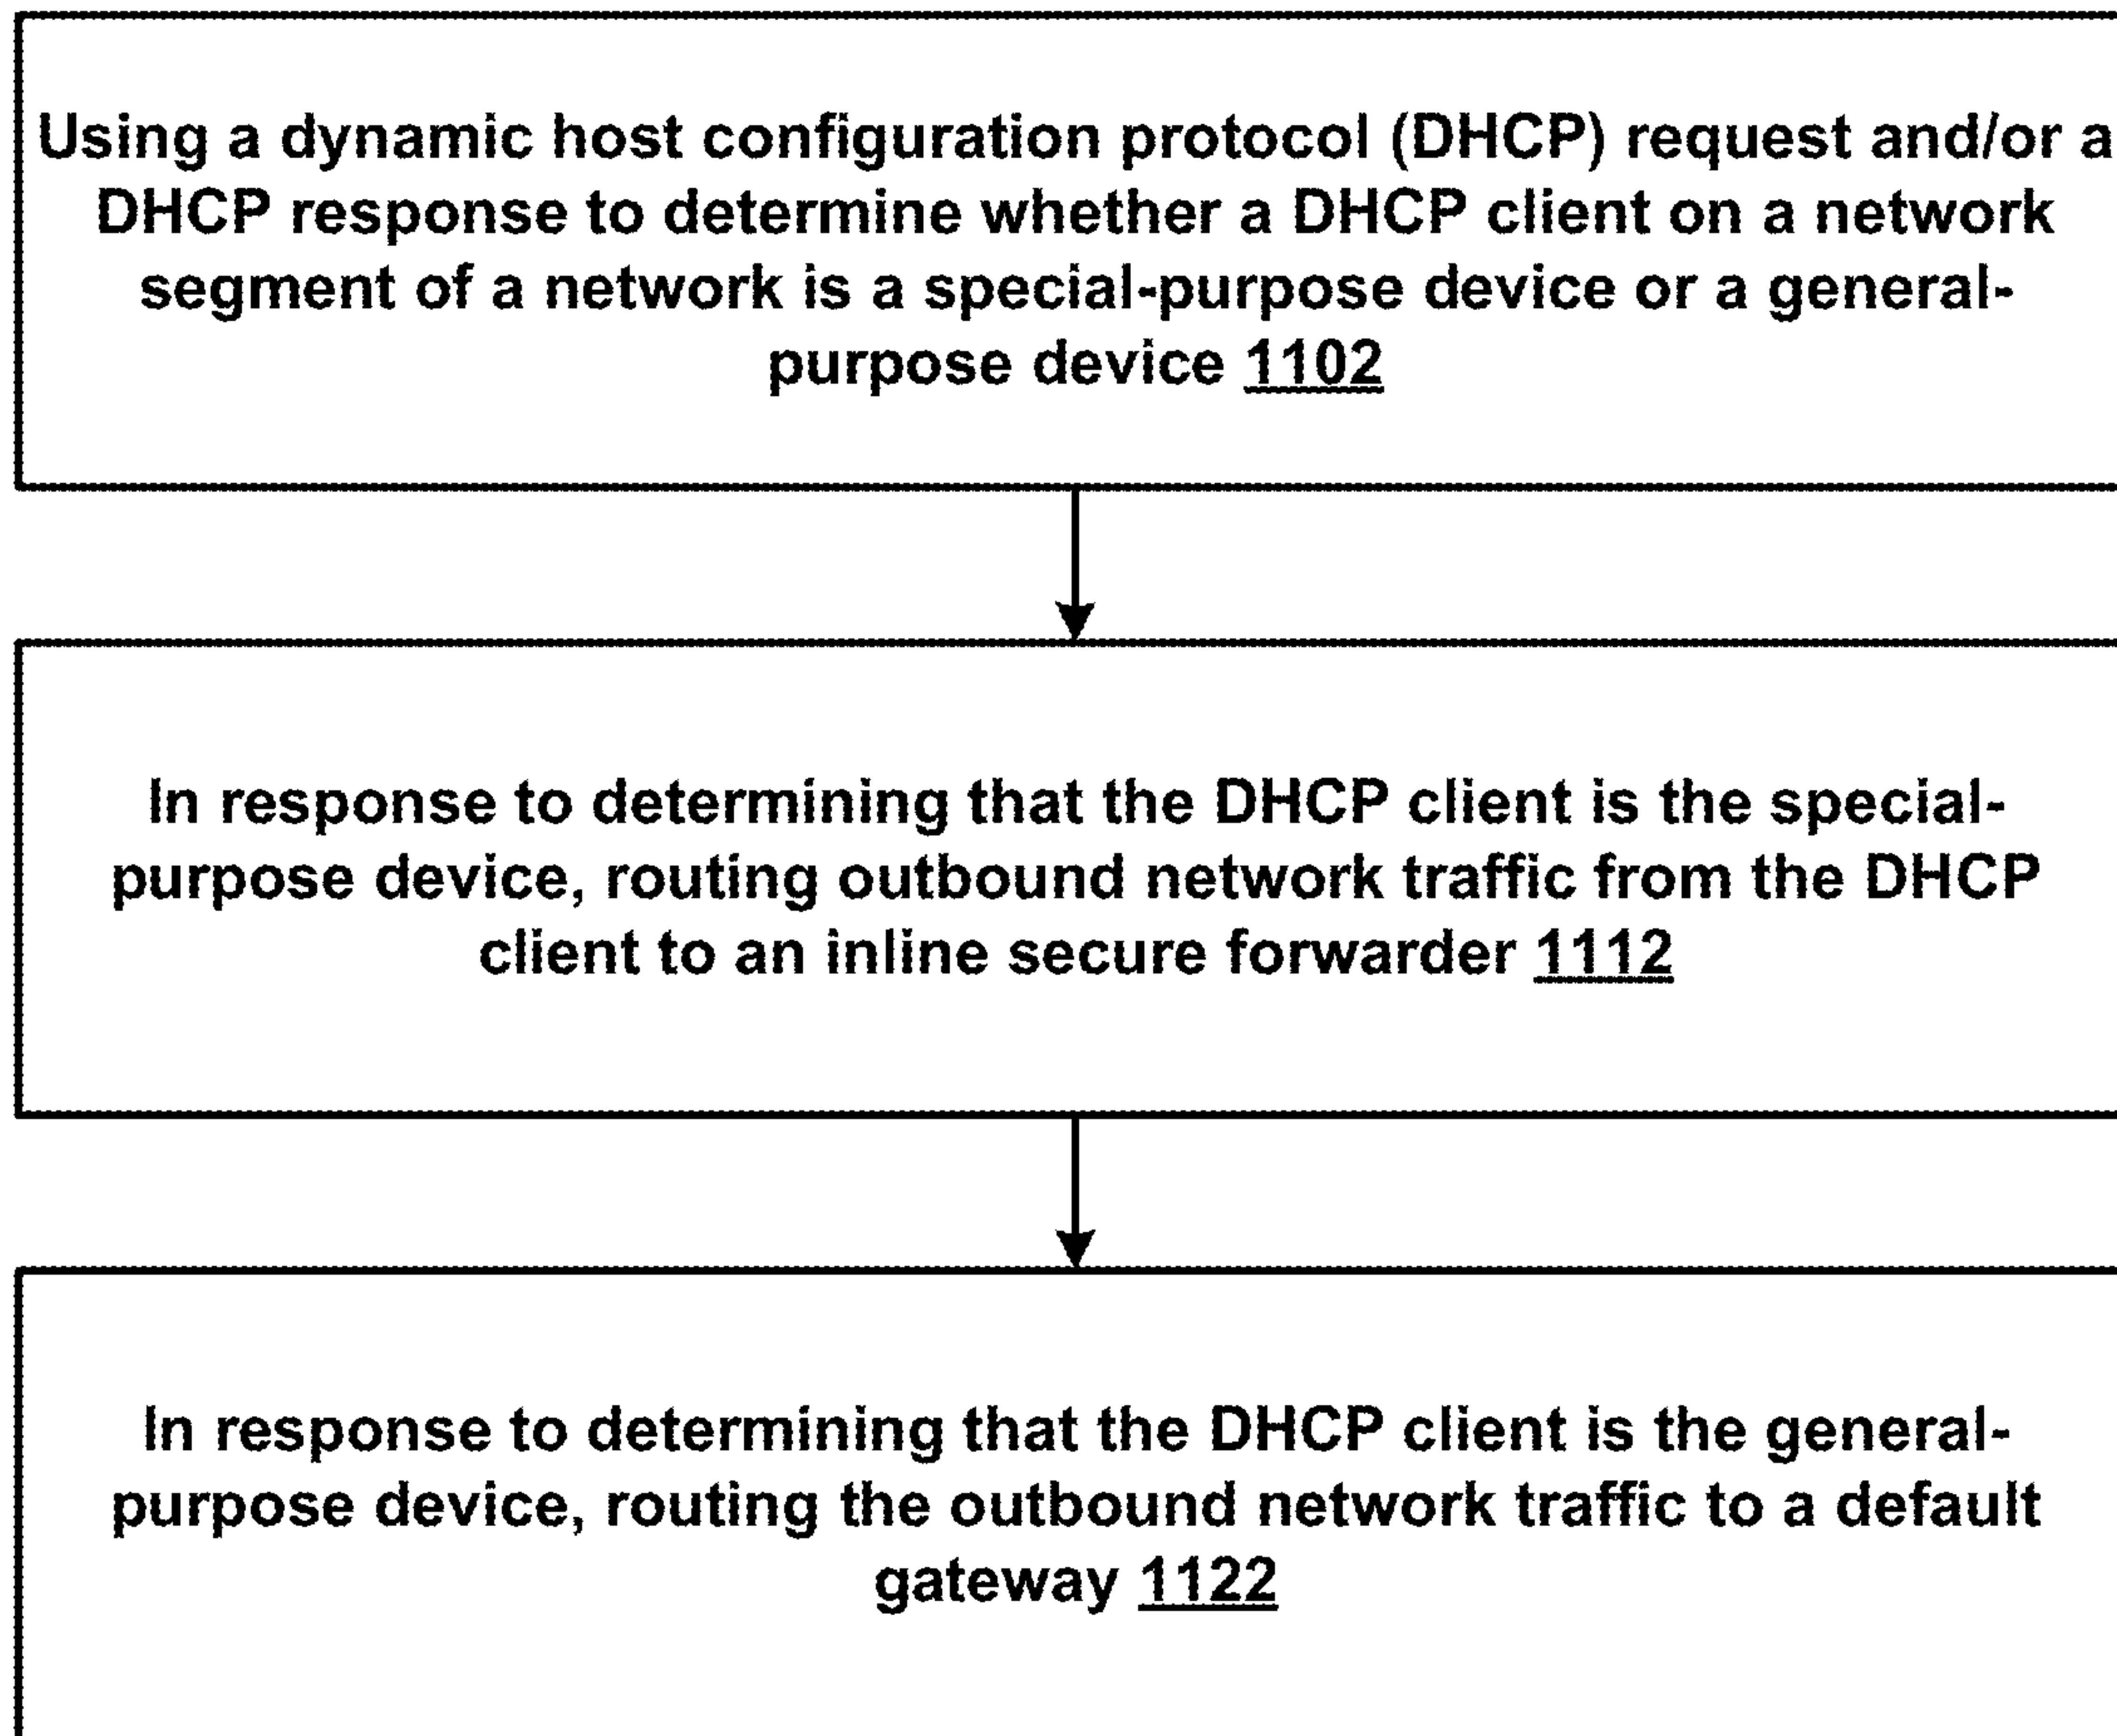 Using a dynamic host configuration protocol (DHCP) request and/or a
DHCP response to determine whether a DHCP client on a network
segment of a network is a special-purpose device or a general-
purpose device 1102
In response to determining that the DHCP client is the special-
purpose device, routing outbound network traffic from the DHCP
client to an inline secure forwarder 1112
In response to determining that the DHCP client is the general-
purpose device, routing the outbound network traffic to a default
gateway 1122